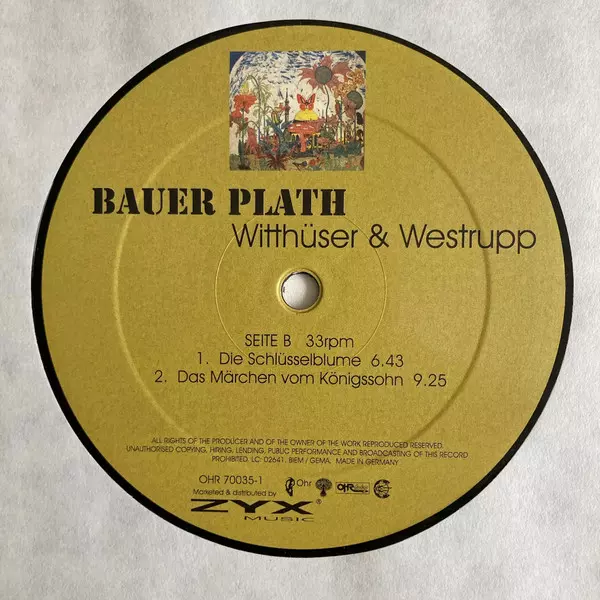 BAUER PLATH
Witthüser & Westrupp
SEITE B 33rpm
1. Die Schlüsselblume 6.43
2. Das Märchen vom Königssohn 9.25
ALL RIGHTS OF THE PRODUCER AND OF THE OWNER OF THE WORK REPRODUCED RESERVED.
UNAUTHORISED COPYING, HIRING, LENDING, PUBLIC PERFORMANCE AND BROADCASTING OF THIS RECORD
PROHIBITED. LC: 02641. BIEM / GEMA. MADE IN GERMANY
OHR 70035-1 Ohr OHR
Marketed & distributed by
ZYX ®
MUSIC